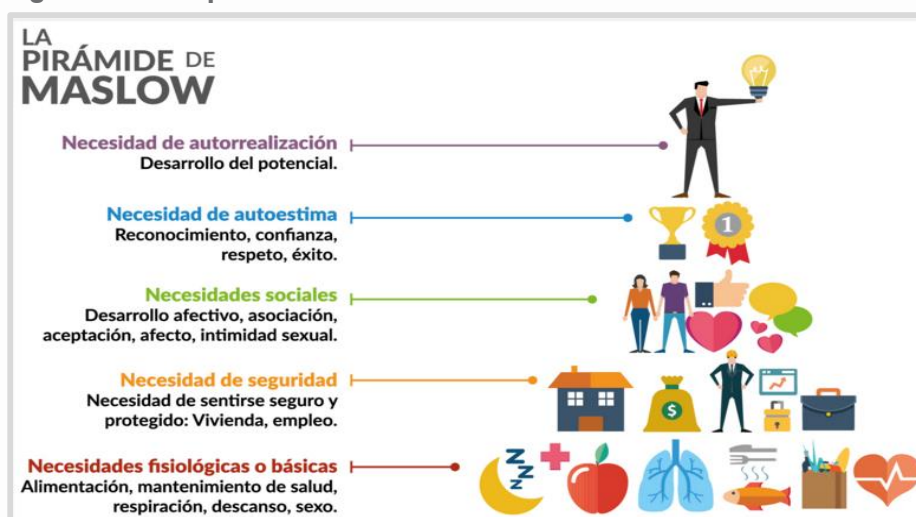 LA
PIRÁMIDE DE
MASLOW
Necesidad de autorrealización
Desarrollo del potencial.
Necesidad de autoestima
Reconocimiento, confianza,
respeto, éxito.
1
Necesidades sociales
Desarrollo afectivo, asociación,
aceptación, afecto, intimidad sexual.
Necesidad de seguridad
Necesidad de sentirse seguro y
protegido: Vivienda, empleo.
$
Necesidades fisiológicas o básicas
Alimentación, mantenimiento de salud,
respiración, descanso, sexo.
Z Z Z